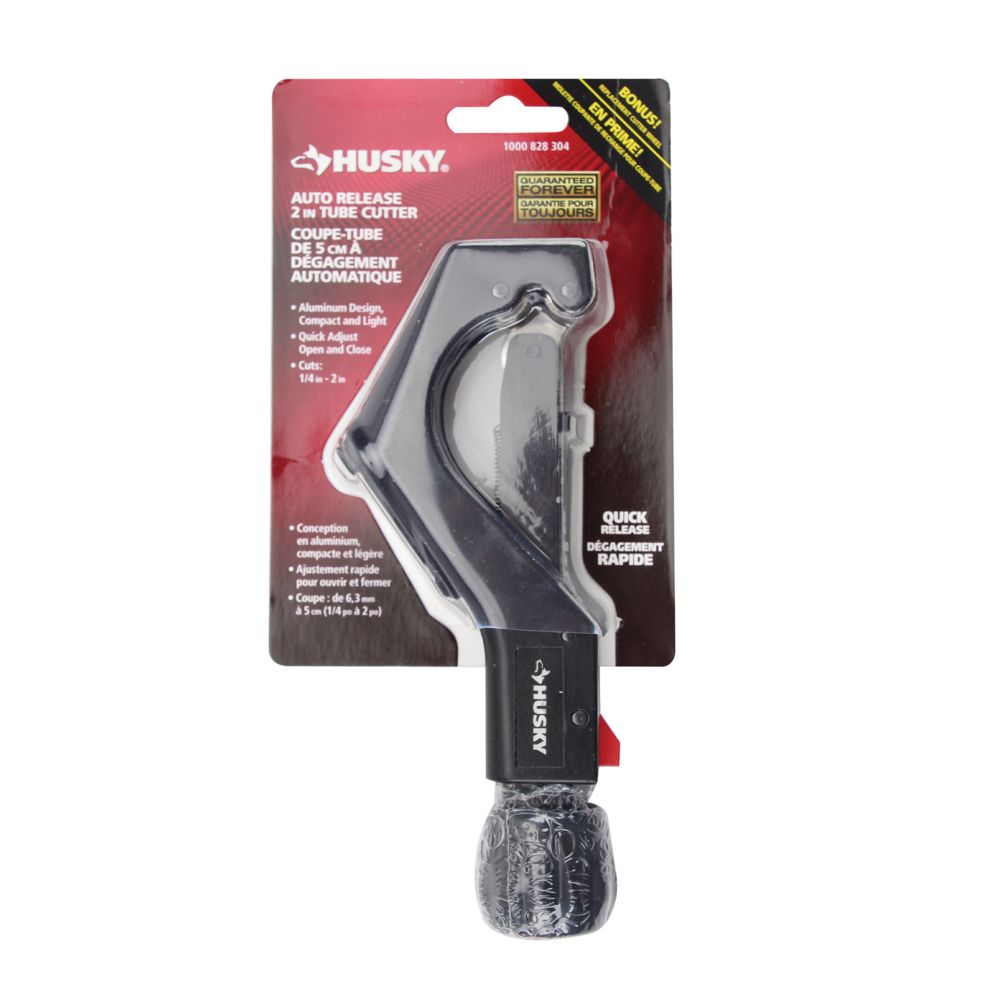 BONUS!
REPLACEMENT CUTTER WHEEL
EN PRIME!
MOLETTE COUPANTE DE RECHANGE POUR COUPE-TUBE
1000 828 304
HUSKY®
GUARANTEED
FOREVER
GARANTIE POUR
TOUJOURS
AUTO RELEASE
2 IN TUBE CUTTER
COUPE-TUBE
DE 5 CM À
DÉGAGEMENT
AUTOMATIQUE
• Aluminum Design,
Compact and Light
• Quick Adjust
Open and Close
• Cuts:
1/4 in - 2 in
QUICK
RELEASE
DÉGAGEMENT
RAPIDE
• Conception
en aluminium,
compacte et légère
• Ajustement rapide
pour ouvrir et fermer
• Coupe : de 6,3 mm
à 5 cm (1/4 po à 2 po)
HUSKY